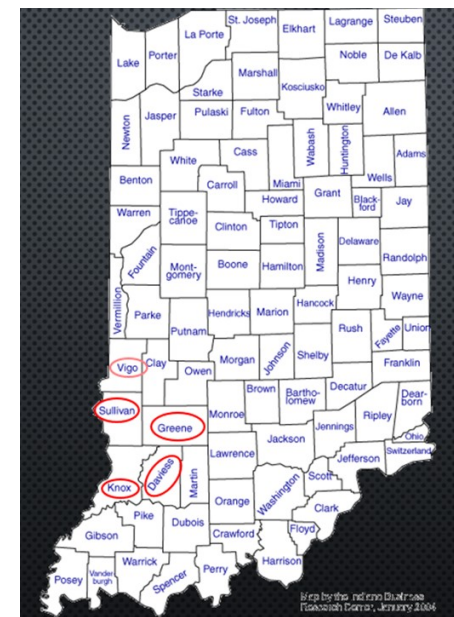 St. Joseph
Lagrange
Steuben
La Porte
Elkhart
Lake
Porter
Noble
De Kalb
Marshall
Starke
Kosciusko
Newton
Jasper
Pulaski
Fulton
Whitley
Allen
Wabash
Huntington
White
Cass
Adams
Benton
Carroll
Miami
Wells
Grant
Howard
Black-
ford
Jay
Warren
Tippe-
canoe
Clinton
Tipton
Madison
Delaware
Fountain
Boone
Hamilton
Randolph
Mont-
gomery
Henry
Vermillion
Parke
Hendricks
Marion
Hancock
Wayne
Putnam
Rush
Fayette
Union
Vigo
Clay
Owen
Morgan
Johnson
Shelby
Franklin
Sullivan
Greene
Monroe
Brown
Bartho-
lomew
Decatur
Dear-
born
Ripley
Jennings
Jackson
Ohio
Switzerland
Jefferson
Knox
Daviess
Martin
Lawrence
Scott
Washington
Orange
Clark
Pike
Gibson
Dubois
Crawford
Floyd
Harrison
Posey
Vander
burgh
Warrick
Spencer
Perry
Map by the Indiana Business
Research Center, January 2004